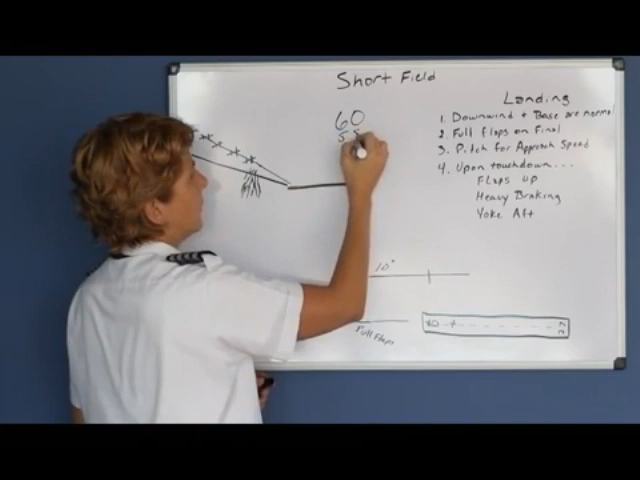 Short Field
60
55
Landing
1. Downwind + Base are normal
2. Full flaps on Final
3. Pitch for Approach Speed
4. Upon touchdown...
Flaps UP
Heavy Braking
Yoke Aft
10°
Full Flaps
22